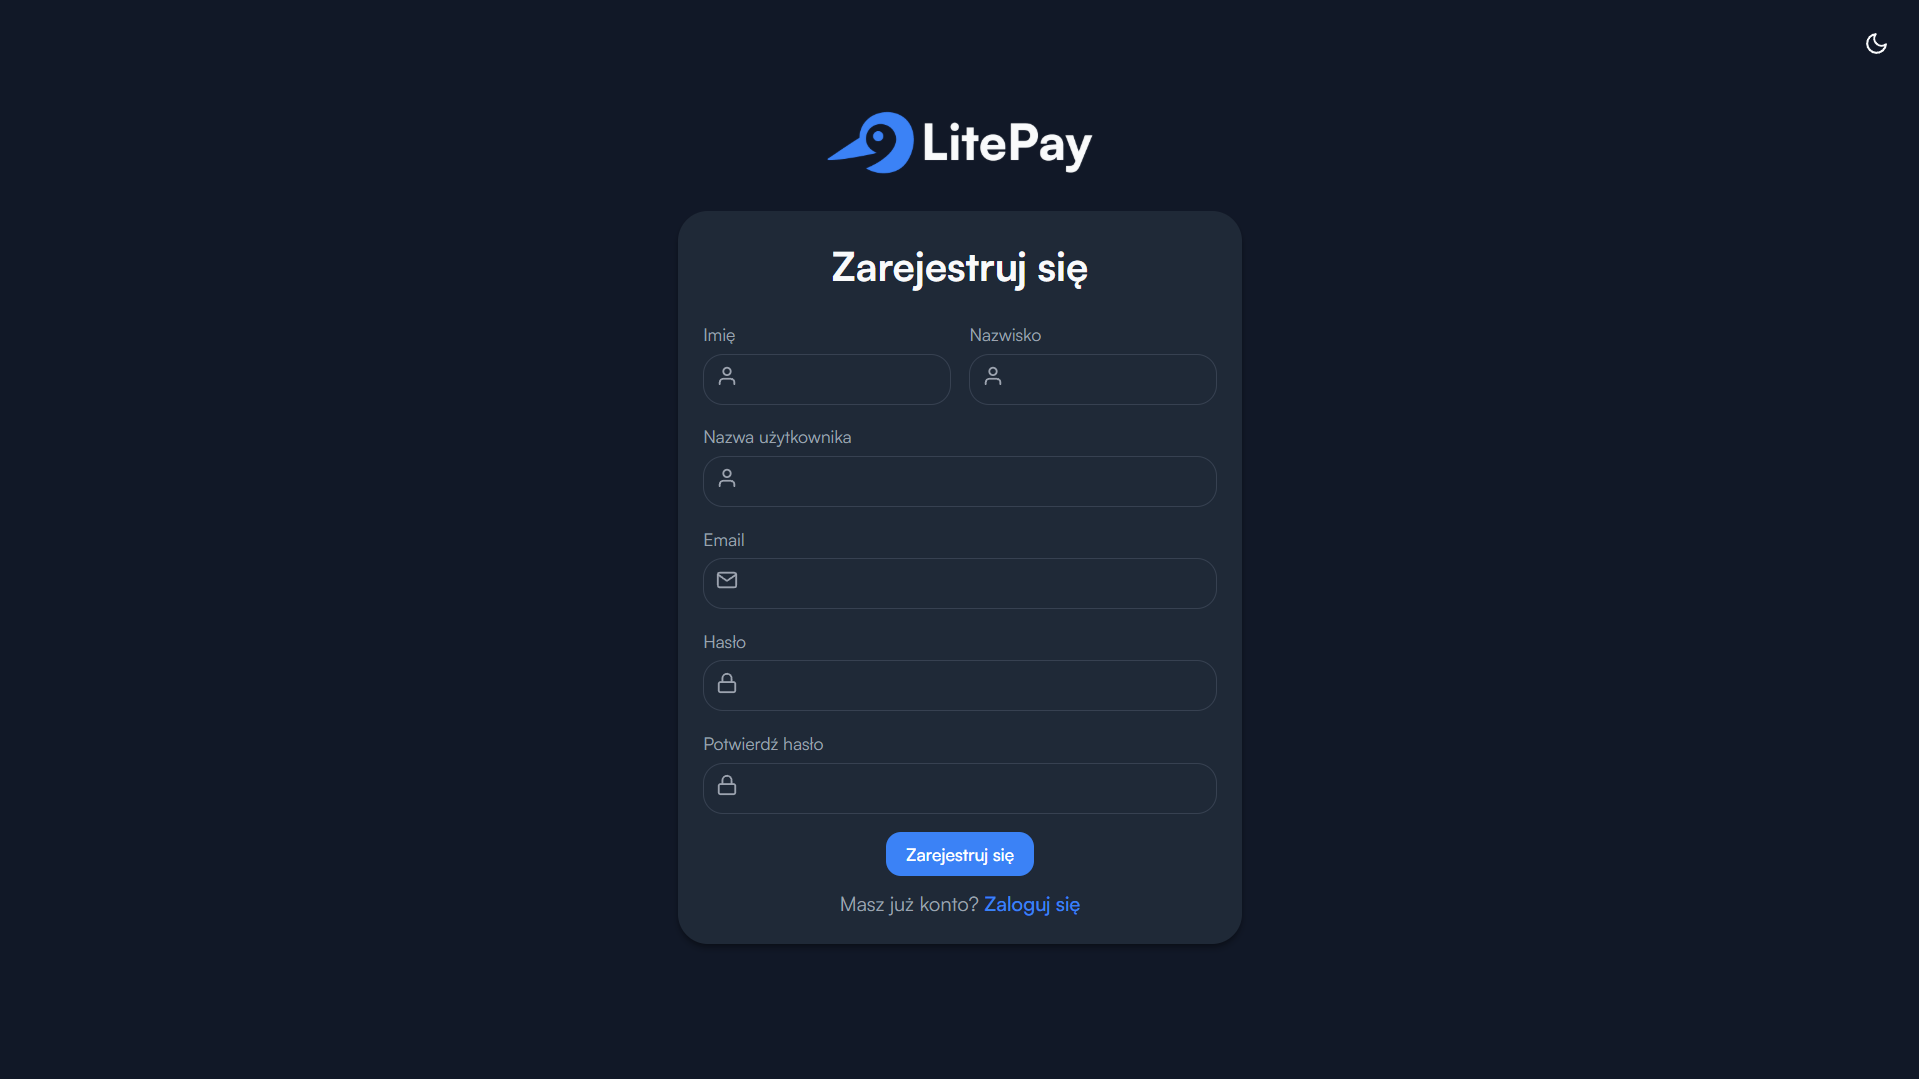 LitePay
Zarejestruj się
Imię Nazwisko
Nazwa użytkownika
Email
Hasło
Potwierdź hasło
Zarejestruj się
Masz już konto? Zaloguj się